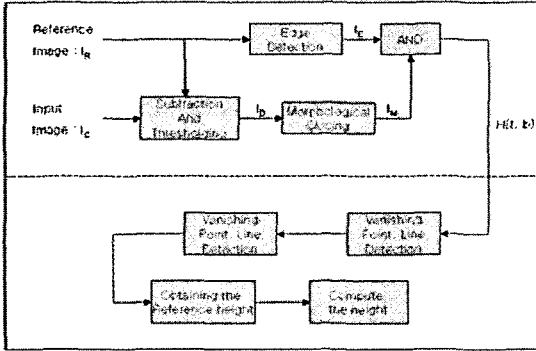 Reference
Image : I_R
Edge
Detection
I_E
AND
Input
Image : I_C
Subtraction
And
Thresholding
I_D
Morphological
Closing
I_M
Vanishing
Point, Line
Detection
Vanishing
Point, Line
Detection
Obtaining the
Reference height
Compute
the height